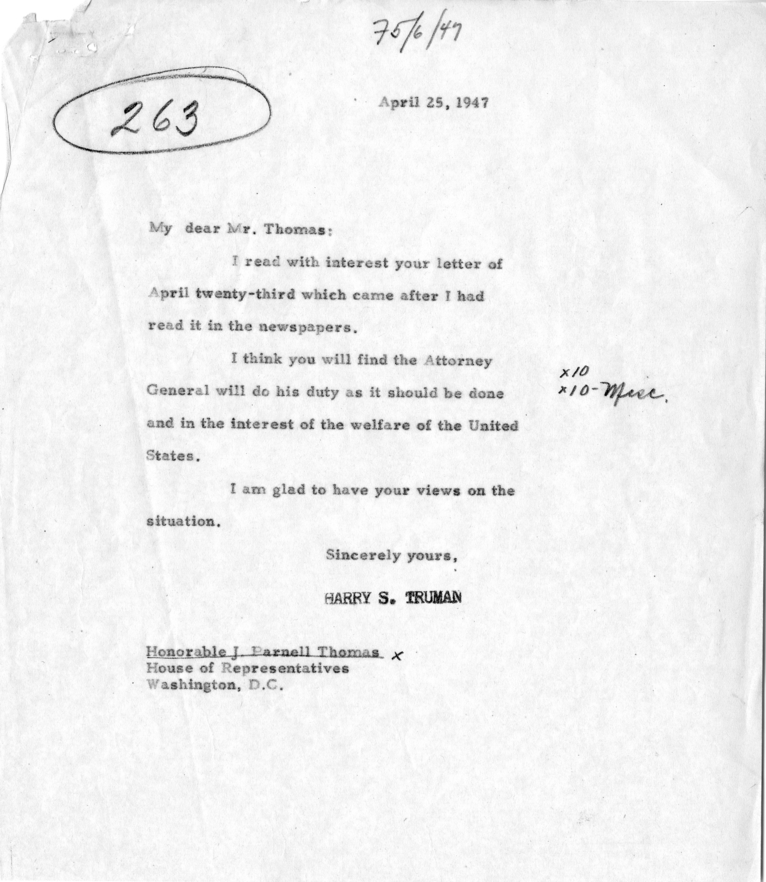 75/6/47
263
April 25, 1947
My dear Mr. Thomas:
I read with interest your letter of
April twenty-third which came after I had
read it in the newspapers.
I think you will find the Attorney
General will do his duty as it should be done
and in the interest of the welfare of the United
States.
x10
x10-Misc.
I am glad to have your views on the
situation.
Sincerely yours,
HARRY S. TRUMAN
Honorable J. Parnell Thomas x
House of Representatives
Washington, D.C.